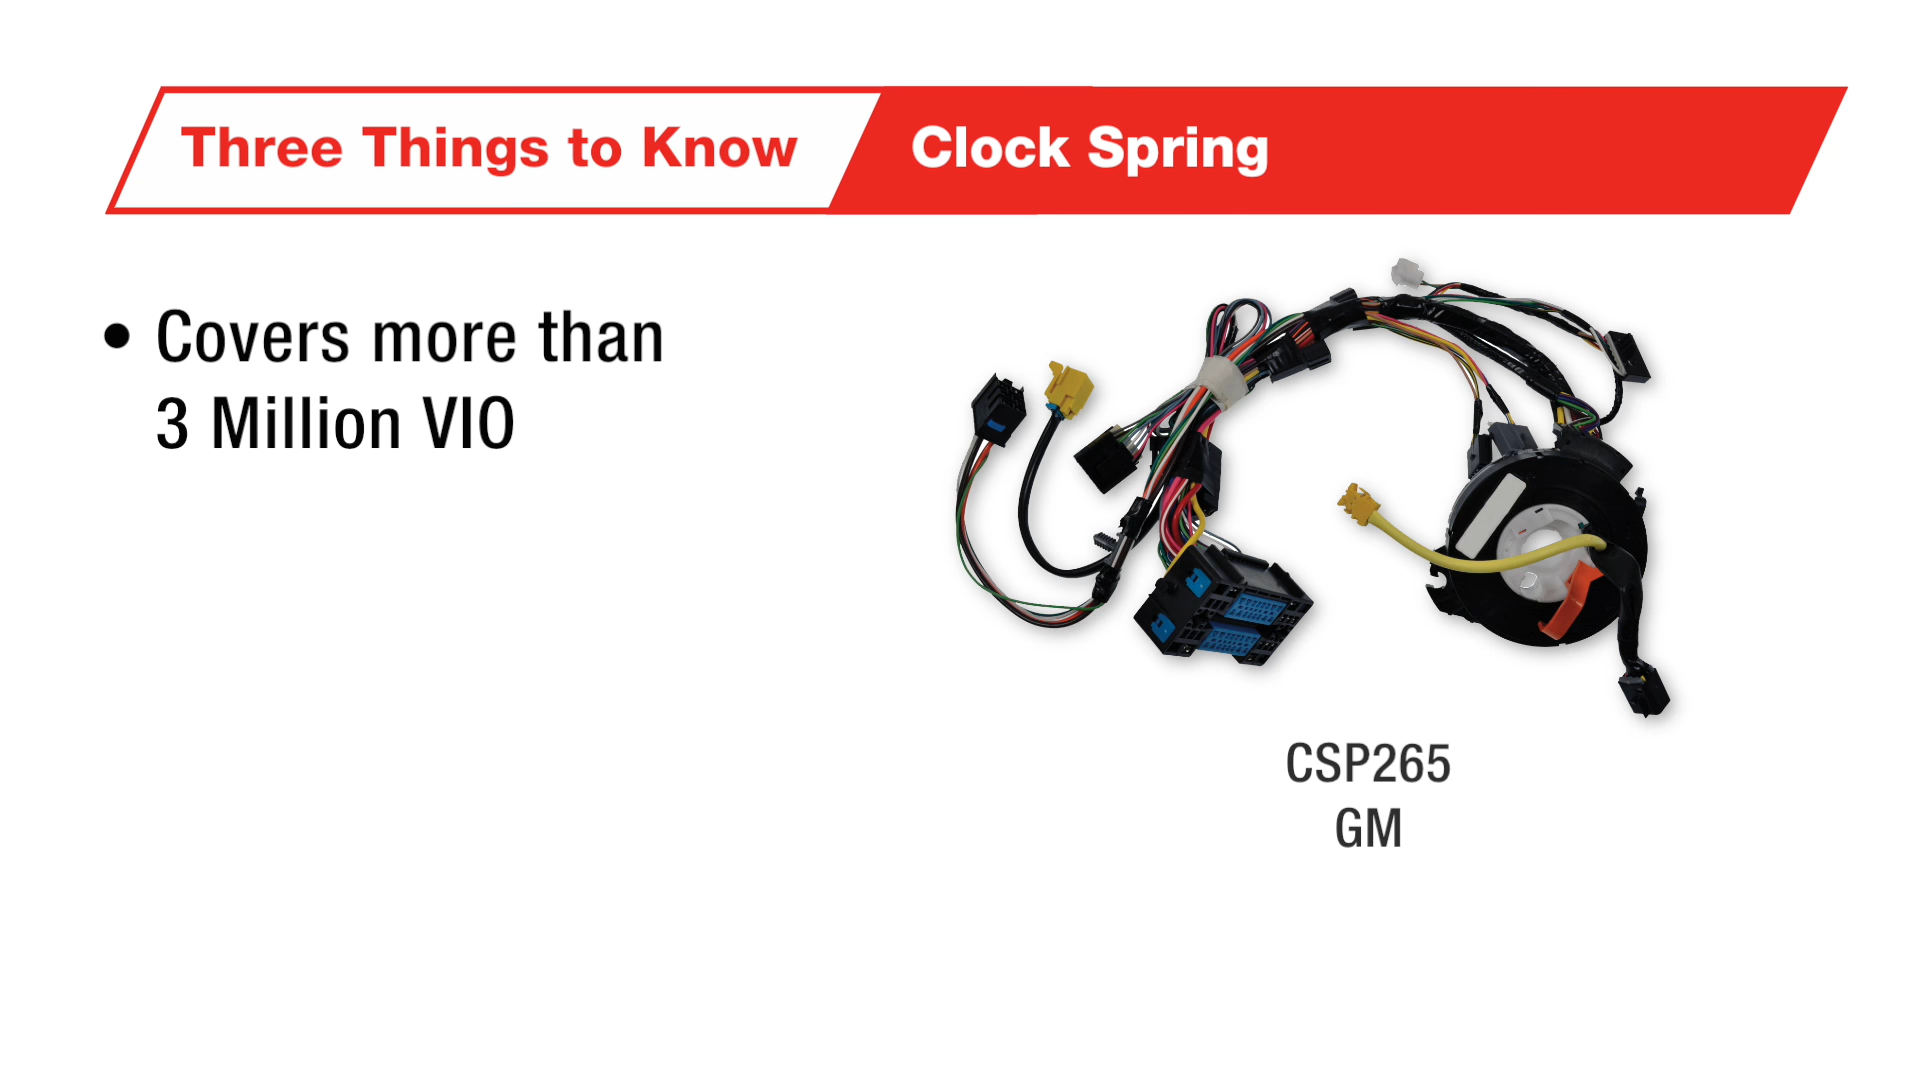 Three Things to Know
Clock Spring
• Covers more than
3 Million VIO
CSP265
GM